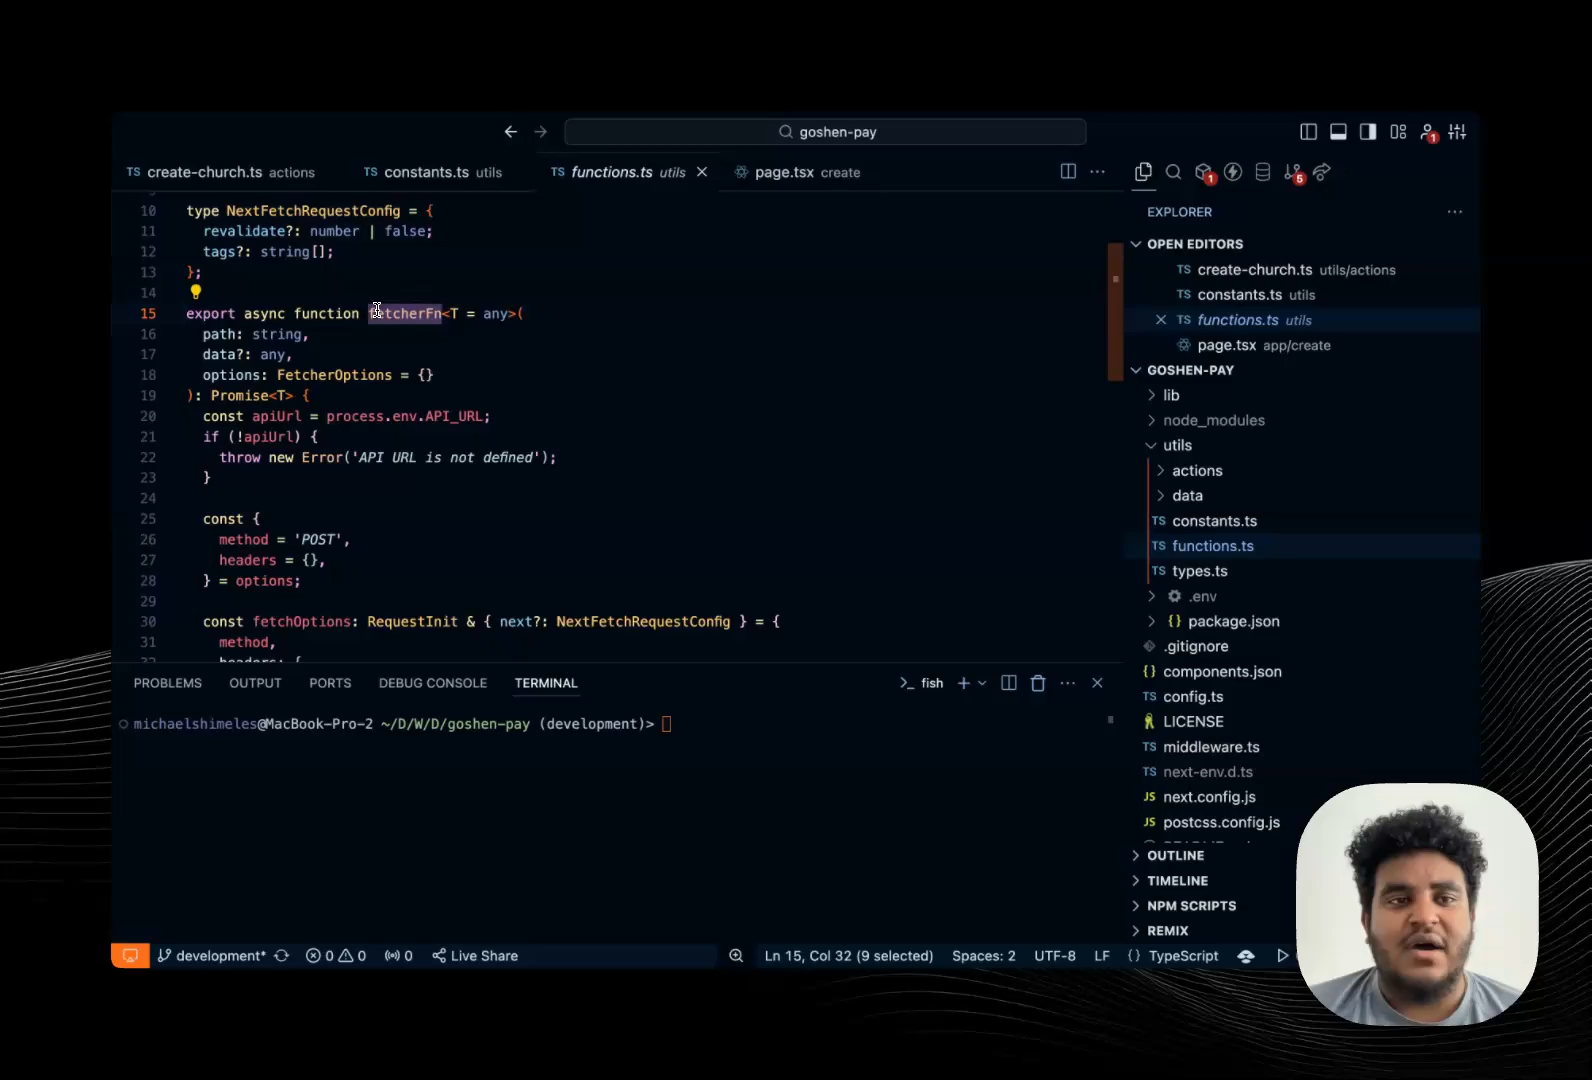 goshen-pay
1
TS create-church.ts actions
TS constants.ts utils
TS functions.ts utils
page.tsx create
1
5
10 type NextFetchRequestConfig = {
11 revalidate?: number | false;
12 tags?: string[];
13 };
14
15 export async function fetcherFn<T = any>(
16 path: string,
17 data?: any,
18 options: FetcherOptions = {}
19 ): Promise<T> {
20 const apiUrl = process.env.API_URL;
21 if (!apiUrl) {
22 throw new Error('API URL is not defined');
23 }
24
25 const {
26 method = 'POST',
27 headers = {},
28 } = options;
29
30 const fetchOptions: RequestInit & { next?: NextFetchRequestConfig } = {
31 method,
32 headers: {
PROBLEMS
OUTPUT
PORTS
DEBUG CONSOLE
TERMINAL
fish
michaelshimeles@MacBook-Pro-2 ~/D/W/D/goshen-pay (development)>
EXPLORER
OPEN EDITORS
TS create-church.ts utils/actions
TS constants.ts utils
TS functions.ts utils
page.tsx app/create
GOSHEN-PAY
lib
node_modules
utils
actions
data
TS constants.ts
TS functions.ts
TS types.ts
.env
{} package.json
.gitignore
{} components.json
TS config.ts
LICENSE
TS middleware.ts
TS next-env.d.ts
JS next.config.js
JS postcss.config.js
OUTLINE
TIMELINE
NPM SCRIPTS
REMIX
development*
0
0
0
Live Share
Ln 15, Col 32 (9 selected)
Spaces: 2
UTF-8
LF
{} TypeScript